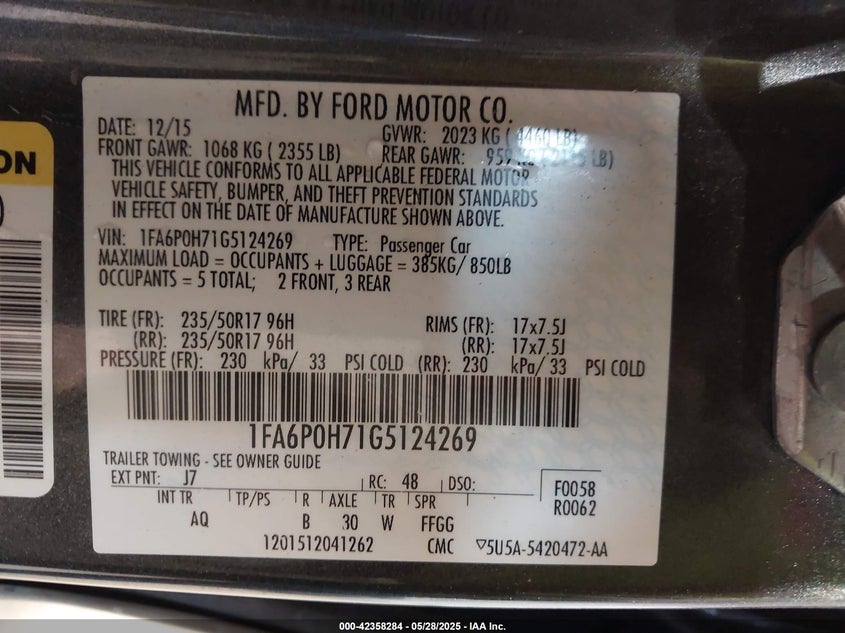 MFD. BY FORD MOTOR CO.
DATE: 12/15 GVWR: 2023 KG ( 4460 LB)
FRONT GAWR: 1068 KG ( 2355 LB) REAR GAWR: 959 KG LB)
THIS VEHICLE CONFORMS TO ALL APPLICABLE FEDERAL MOTOR
VEHICLE SAFETY, BUMPER, AND THEFT PREVENTION STANDARDS
IN EFFECT ON THE DATE OF MANUFACTURE SHOWN ABOVE.
VIN: 1FA6P0H71G5124269 TYPE: Passenger Car
MAXIMUM LOAD = OCCUPANTS + LUGGAGE = 385KG/ 850LB
OCCUPANTS = 5 TOTAL; 2 FRONT, 3 REAR
TIRE (FR): 235/50R17 96H RIMS (FR): 17x7.5J
(RR): 235/50R17 96H (RR): 17x7.5J
PRESSURE (FR): 230 kPa/ 33 PSI COLD (RR): 230 kPa/ 33 PSI COLD
1FA6P0H71G5124269
TRAILER TOWING - SEE OWNER GUIDE
EXT PNT: J7 RC: 48 DSO: F0058
INT TR TP/PS R AXLE TR SPR R0062
AQ B 30 W FFGG
1201512041262 CMC ▽5U5A-5420472-AA
ON
)
000-42358284 - 05/28/2025 - IAA Inc.